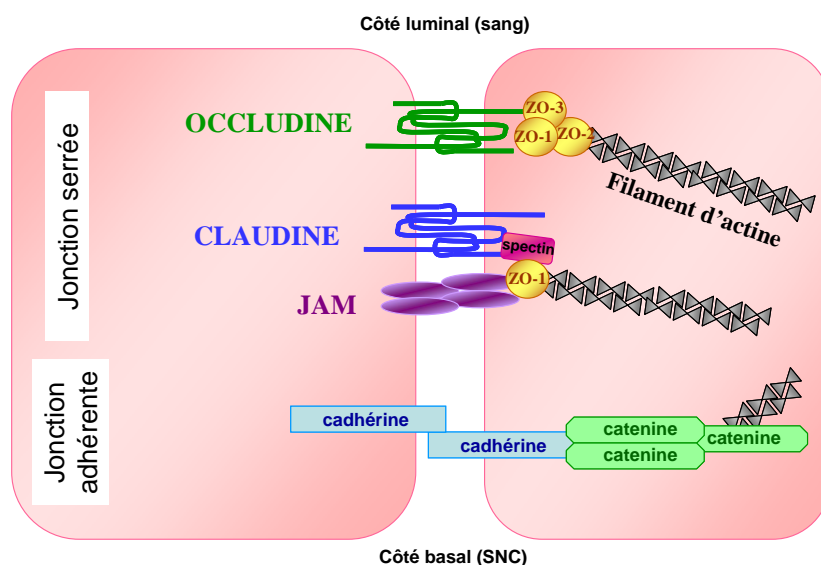 Côté luminal (sang)
Jonction serrée
OCCLUDINE
ZO-3
ZO-1
ZO-2
Filament d'actine
CLAUDINE
spectin
ZO-1
JAM
Jonction
adhérente
cadhérine
cadhérine
catenine
catenine
catenine
Côté basal (SNC)